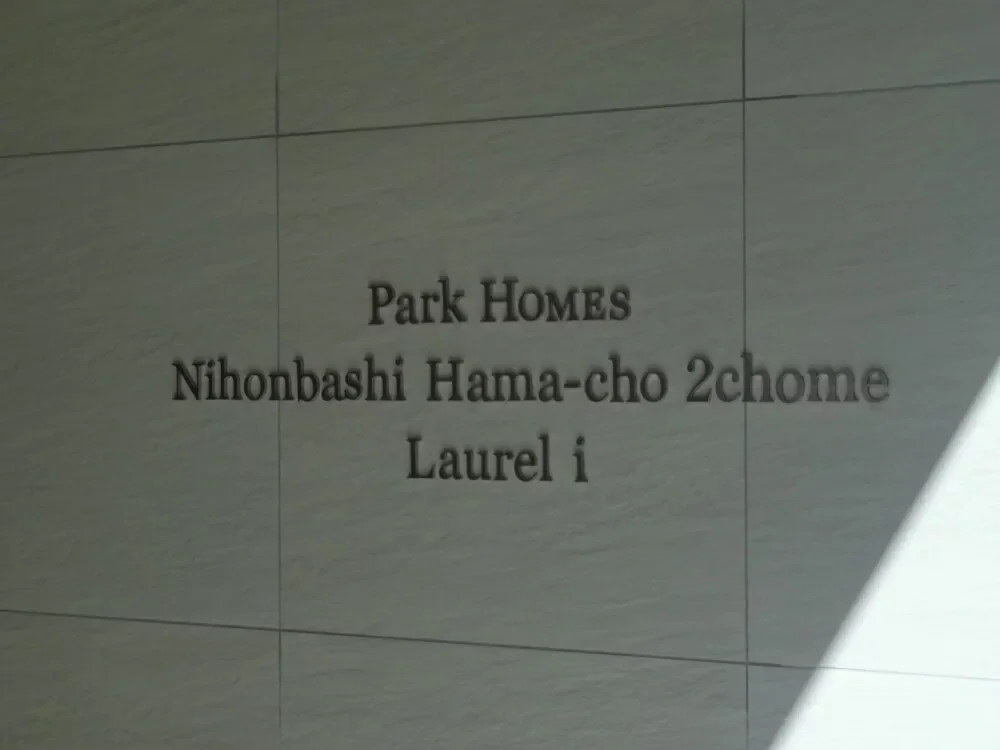 Park HOMES
Nihonbashi Hama-cho 2chome
Laurel i